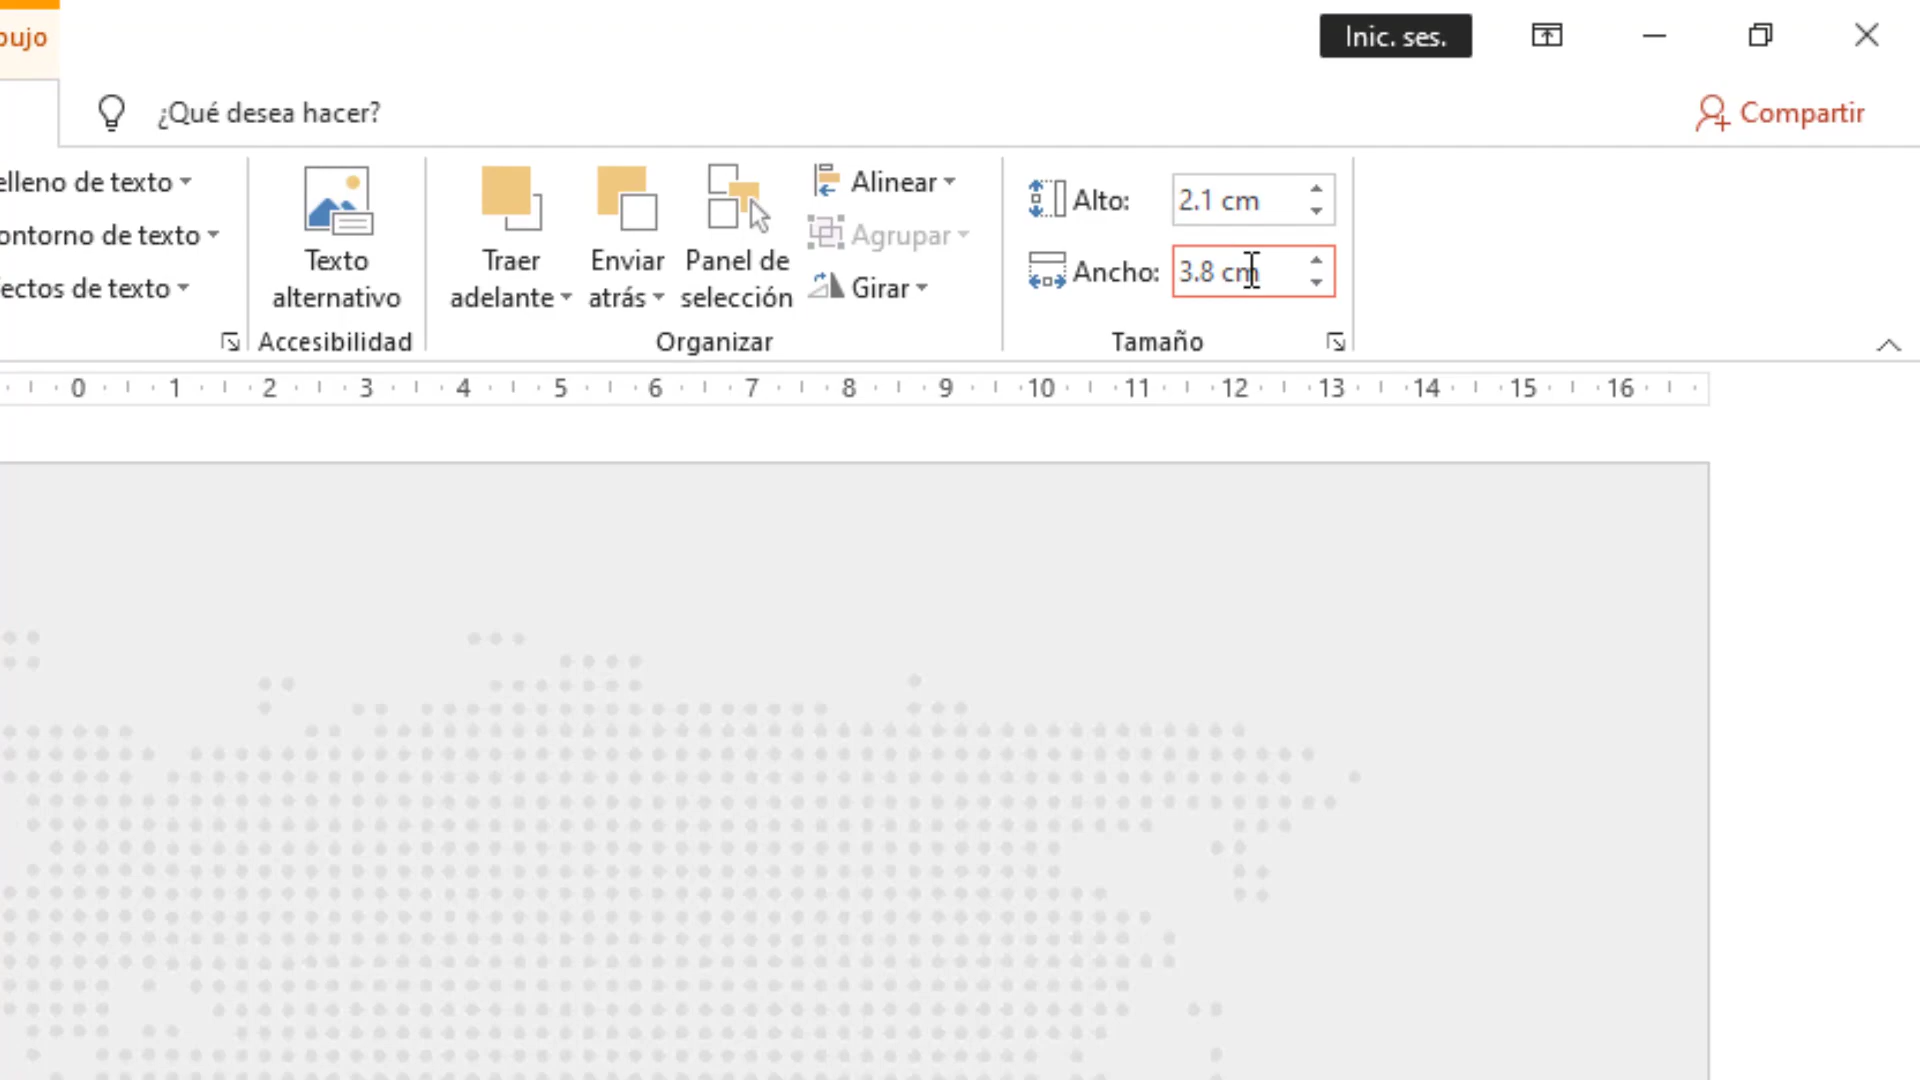 bujo
Inic. ses.
¿Qué desea hacer?
Compartir
elleno de texto
ontorno de texto
ectos de texto
Texto
alternativo
Accesibilidad
Traer
adelante
Enviar
atrás
Panel de
selección
Alinear
Agrupar
Girar
Organizar
Alto: 2.1 cm
Ancho: 3.8 cm
Tamaño
0 1 2 3 4 5 6 7 8 9 10 11 12 13 14 15 16